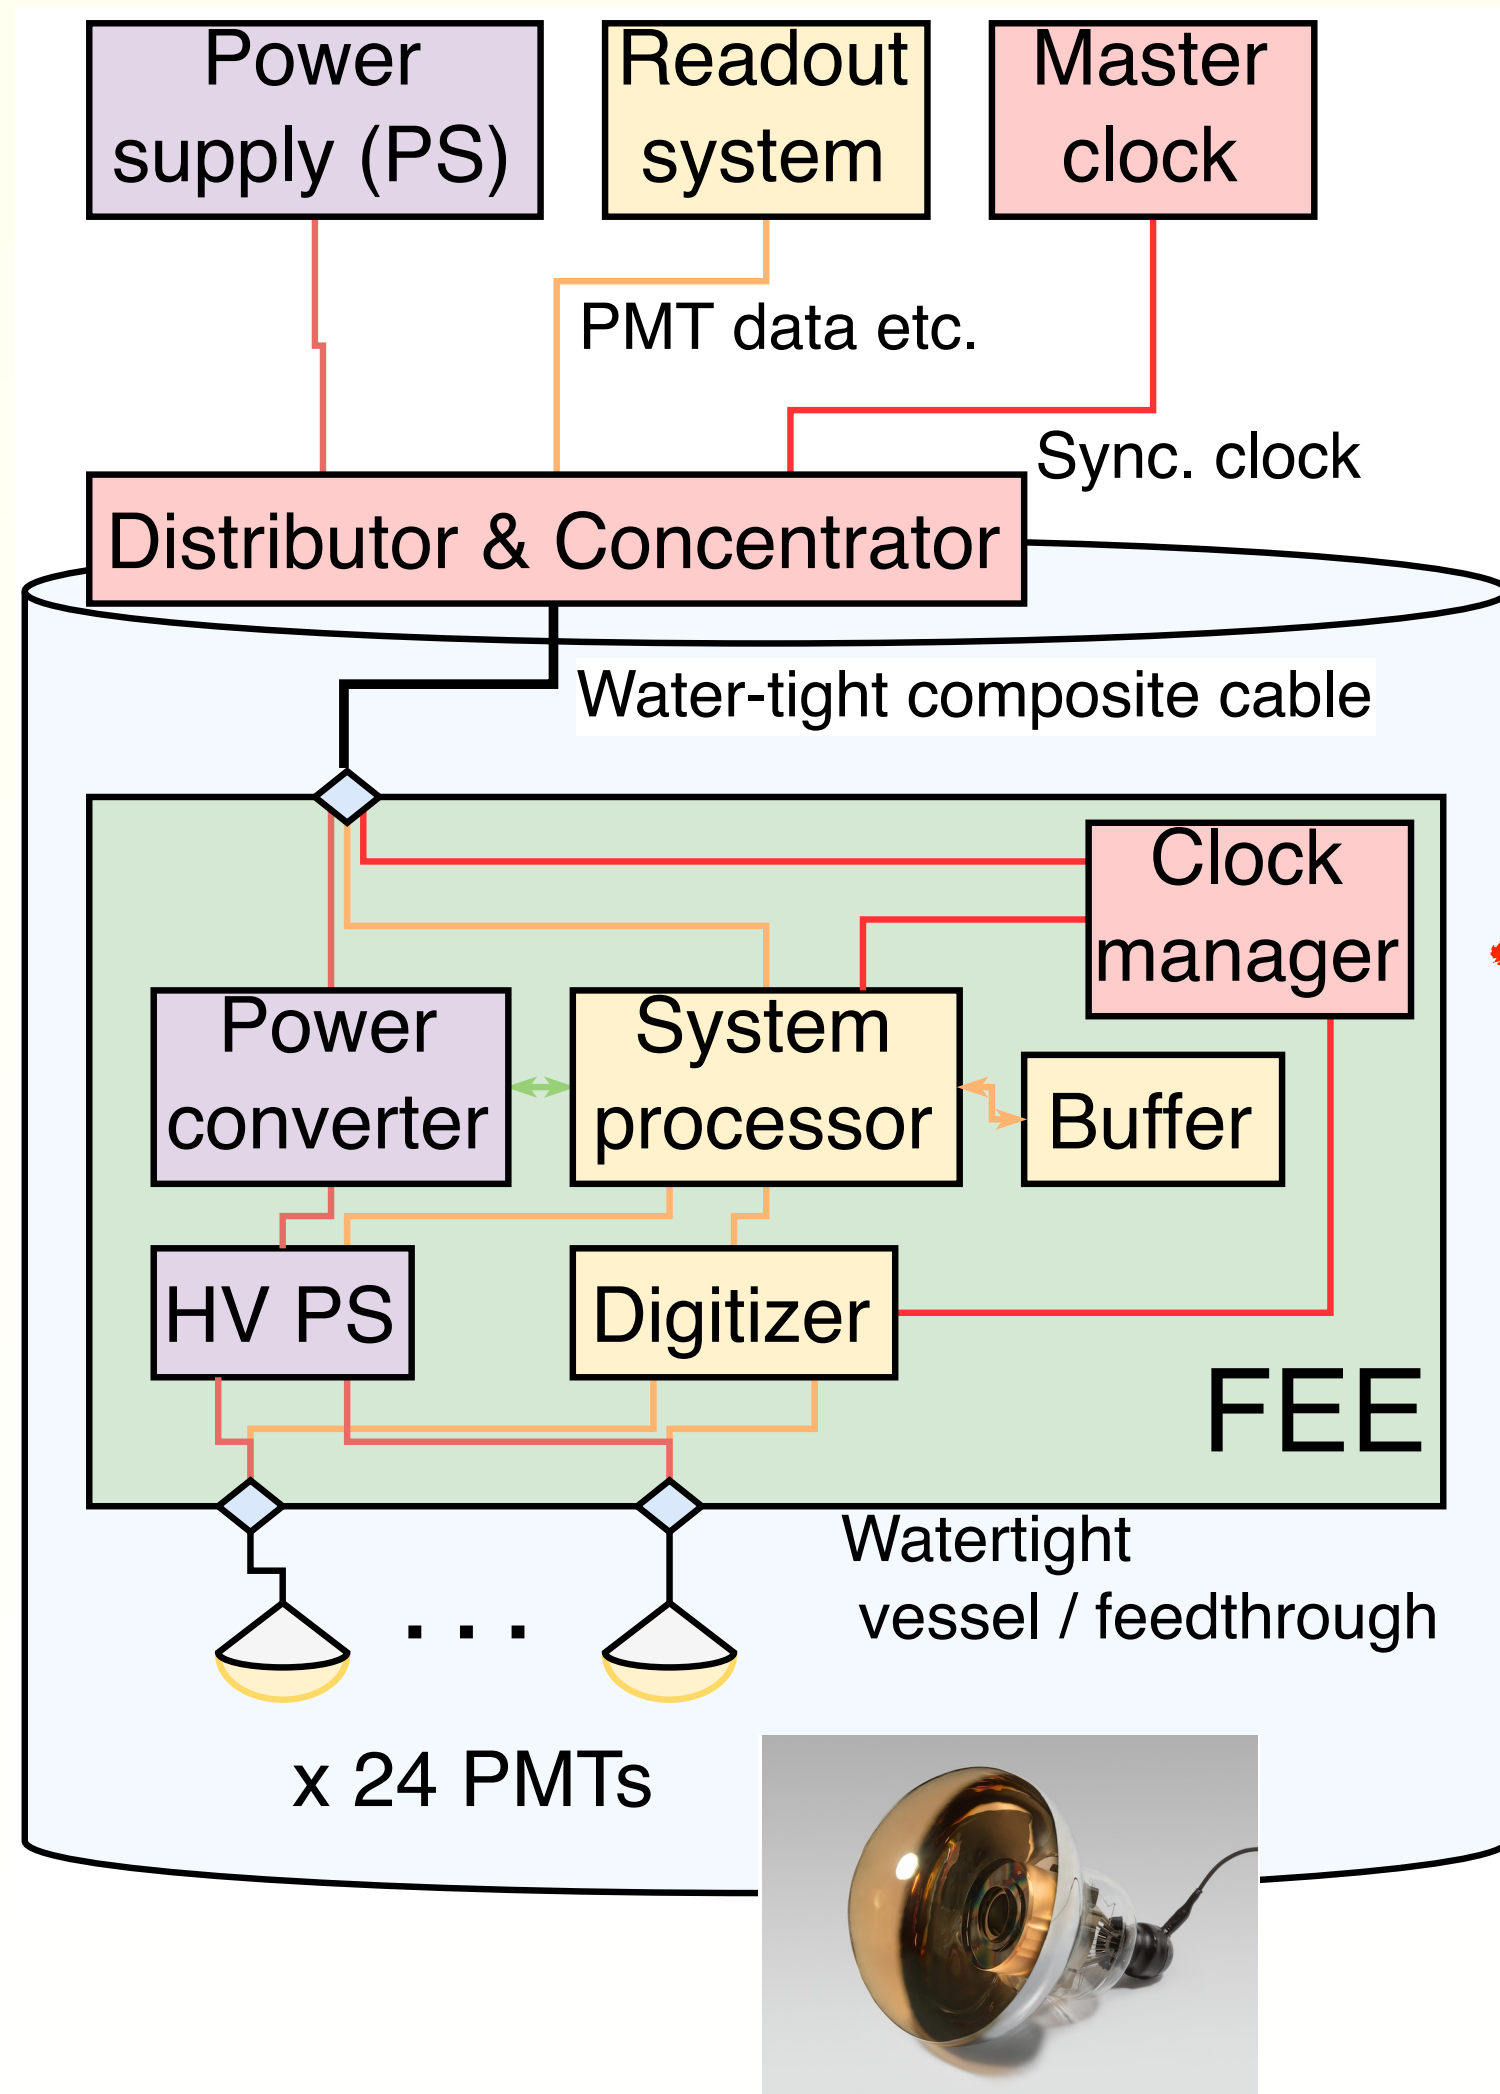 Power
supply (PS)
Readout
system
Master
clock
PMT data etc.
Sync. clock
Distributor & Concentrator
Water-tight composite cable
Clock
manager
Power
converter
System
processor
Buffer
HV PS
Digitizer
FEE
Watertight
vessel / feedthrough
. . .
x 24 PMTs